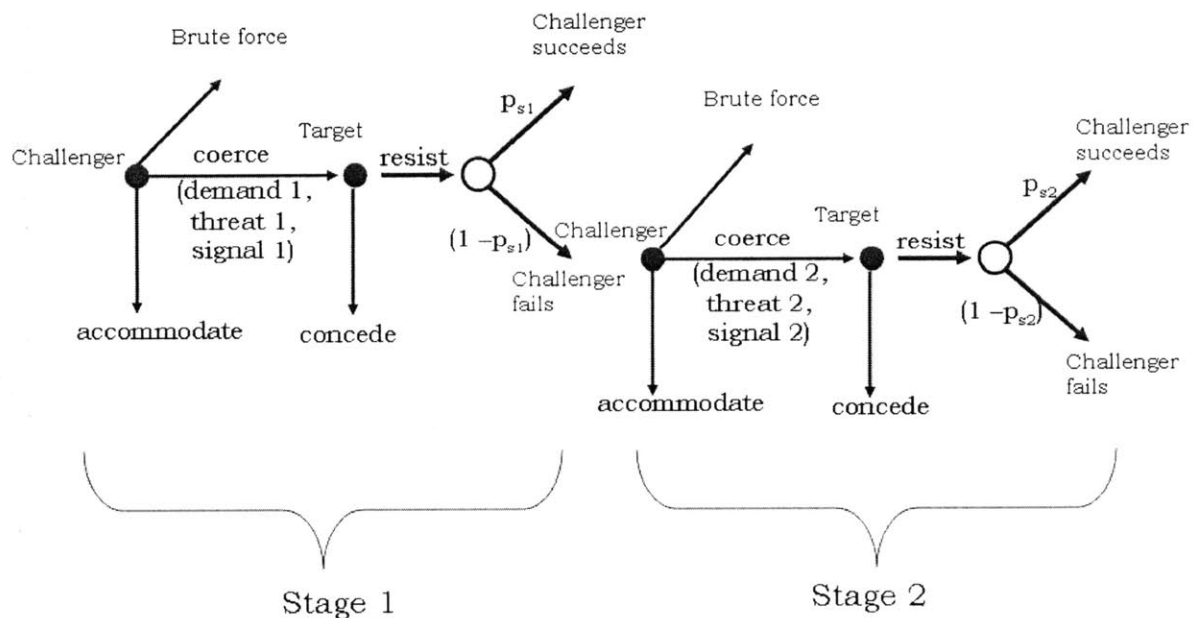 Brute force
Challenger
succeeds
p_s1
Target
Challenger
coerce
resist
(demand 1,
threat 1,
signal 1)
(1 –p_s1)
Challenger
fails
accommodate
concede
Brute force
Challenger
succeeds
p_s2
Target
Challenger
coerce
resist
(demand 2,
threat 2,
signal 2)
(1 –p_s2)
Challenger
fails
accommodate
concede
Stage 1
Stage 2